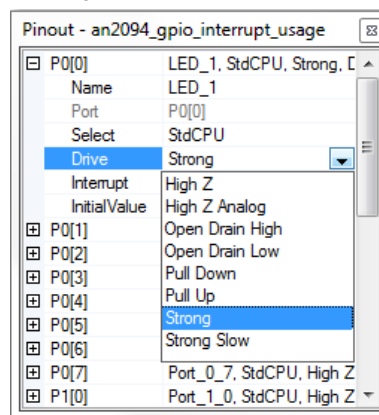 Pinout - an2094_gpio_interrupt_usage
P0[0] LED_1, StdCPU, Strong, D
Name LED_1
Port P0[0]
Select StdCPU
Drive Strong
Interrupt High Z
InitialValue High Z Analog
P0[1] Open Drain High
P0[2] Open Drain Low
P0[3] Pull Down
P0[4] Pull Up
P0[5] Strong
P0[6] Strong Slow
P0[7] Port_0_7, StdCPU, High Z
P1[0] Port_1_0, StdCPU, High Z